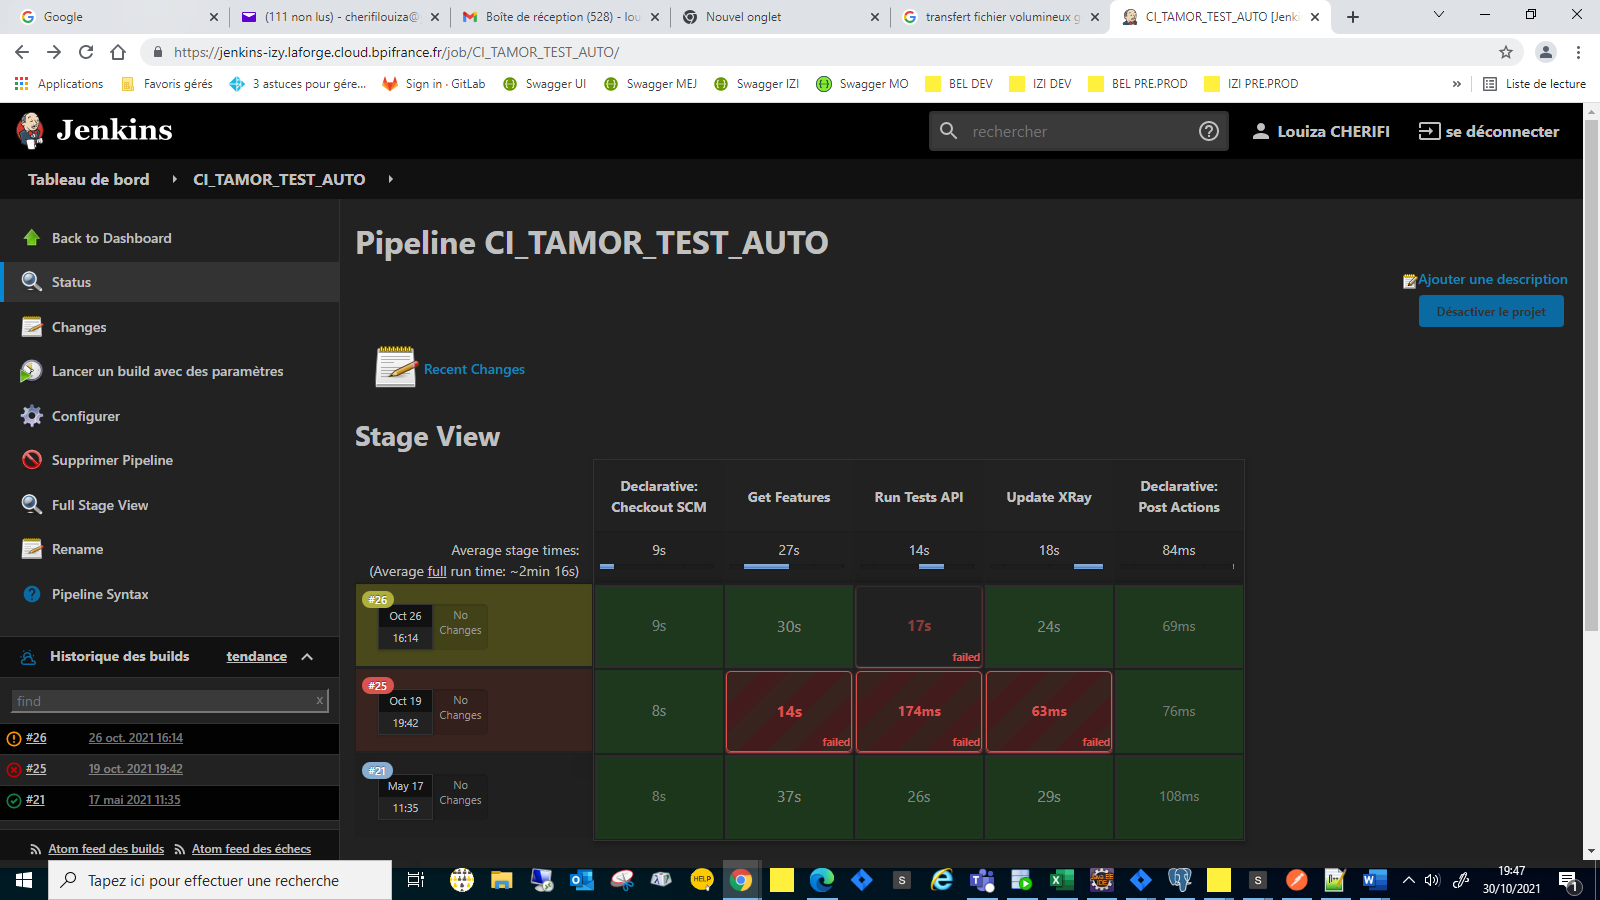 Google
(111 non lus) - cherifilouiza@
Boîte de réception (528) - lou
Nouvel onglet
transfert fichier volumineux g
CI_TAMOR_TEST_AUTO [Jenki
https://jenkins-izy.laforge.cloud.bpifrance.fr/job/CI_TAMOR_TEST_AUTO/
Applications
Favoris gérés
3 astuces pour gére...
Sign in · GitLab
Swagger UI
Swagger MEJ
Swagger IZI
Swagger MO
BEL DEV
IZI DEV
BEL PRE.PROD
IZI PRE.PROD
»
Liste de lecture
Jenkins
rechercher
Louiza CHERIFI
se déconnecter
Tableau de bord
CI_TAMOR_TEST_AUTO
Back to Dashboard
Status
Changes
Lancer un build avec des paramètres
Configurer
Supprimer Pipeline
Full Stage View
Rename
Pipeline Syntax
Historique des builds
tendance
find
x
#26
26 oct. 2021 16:14
#25
19 oct. 2021 19:42
#21
17 mai 2021 11:35
Atom feed des builds
Atom feed des échecs
Pipeline CI_TAMOR_TEST_AUTO
Ajouter une description
Désactiver le projet
Recent Changes
Stage View
Declarative:
Checkout SCM
Get Features
Run Tests API
Update XRay
Declarative:
Post Actions
Average stage times:
(Average full run time: ~2min 16s)
9s
27s
14s
18s
84ms
#26
Oct 26
16:14
No
Changes
9s
30s
17s
failed
24s
69ms
#25
Oct 19
19:42
No
Changes
8s
14s
failed
174ms
failed
63ms
failed
76ms
#21
May 17
11:35
No
Changes
8s
37s
26s
29s
108ms
Tapez ici pour effectuer une recherche
HELP
S
S
19:47
30/10/2021
1